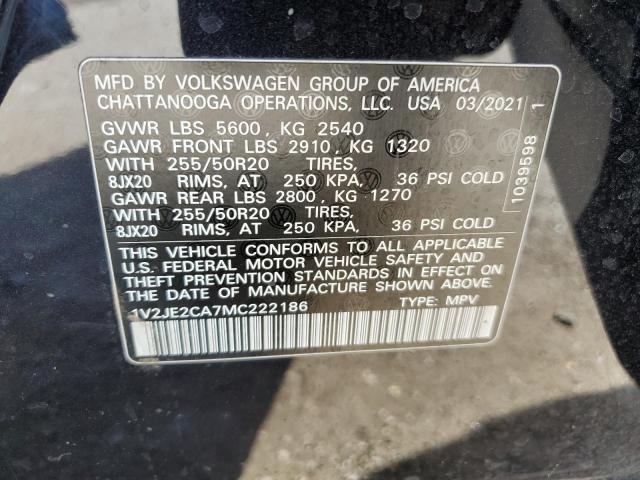 MFD BY VOLKSWAGEN GROUP OF AMERICA
CHATTANOOGA OPERATIONS, LLC. USA 03/2021
GVWR LBS 5600, KG 2540
GAWR FRONT LBS 2910, KG 1320
WITH 255/50R20 TIRES,
8JX20 RIMS, AT 250 KPA, 36 PSI COLD
GAWR REAR LBS 2800, KG 1270
WITH 255/50R20 TIRES,
8JX20 RIMS, AT 250 KPA, 36 PSI COLD
THIS VEHICLE CONFORMS TO ALL APPLICABLE
U.S. FEDERAL MOTOR VEHICLE SAFETY AND
THEFT PREVENTION STANDARDS IN EFFECT ON
THE DATE OF MANUFACTURE SHOWN ABOVE.
1V2JE2CA7MC222186 TYPE: MPV
1039598 1